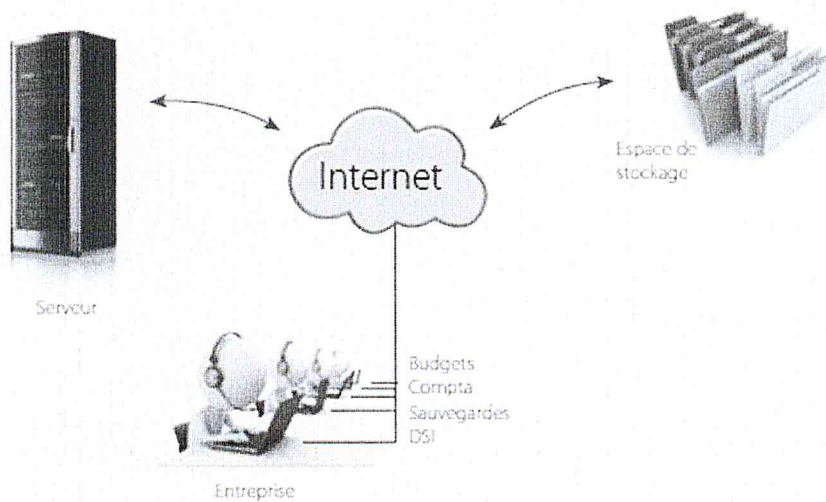 Internet
Espace de
stockage
Serveur
Budgets
Compta
Sauvegardes
DSI
Entreprise